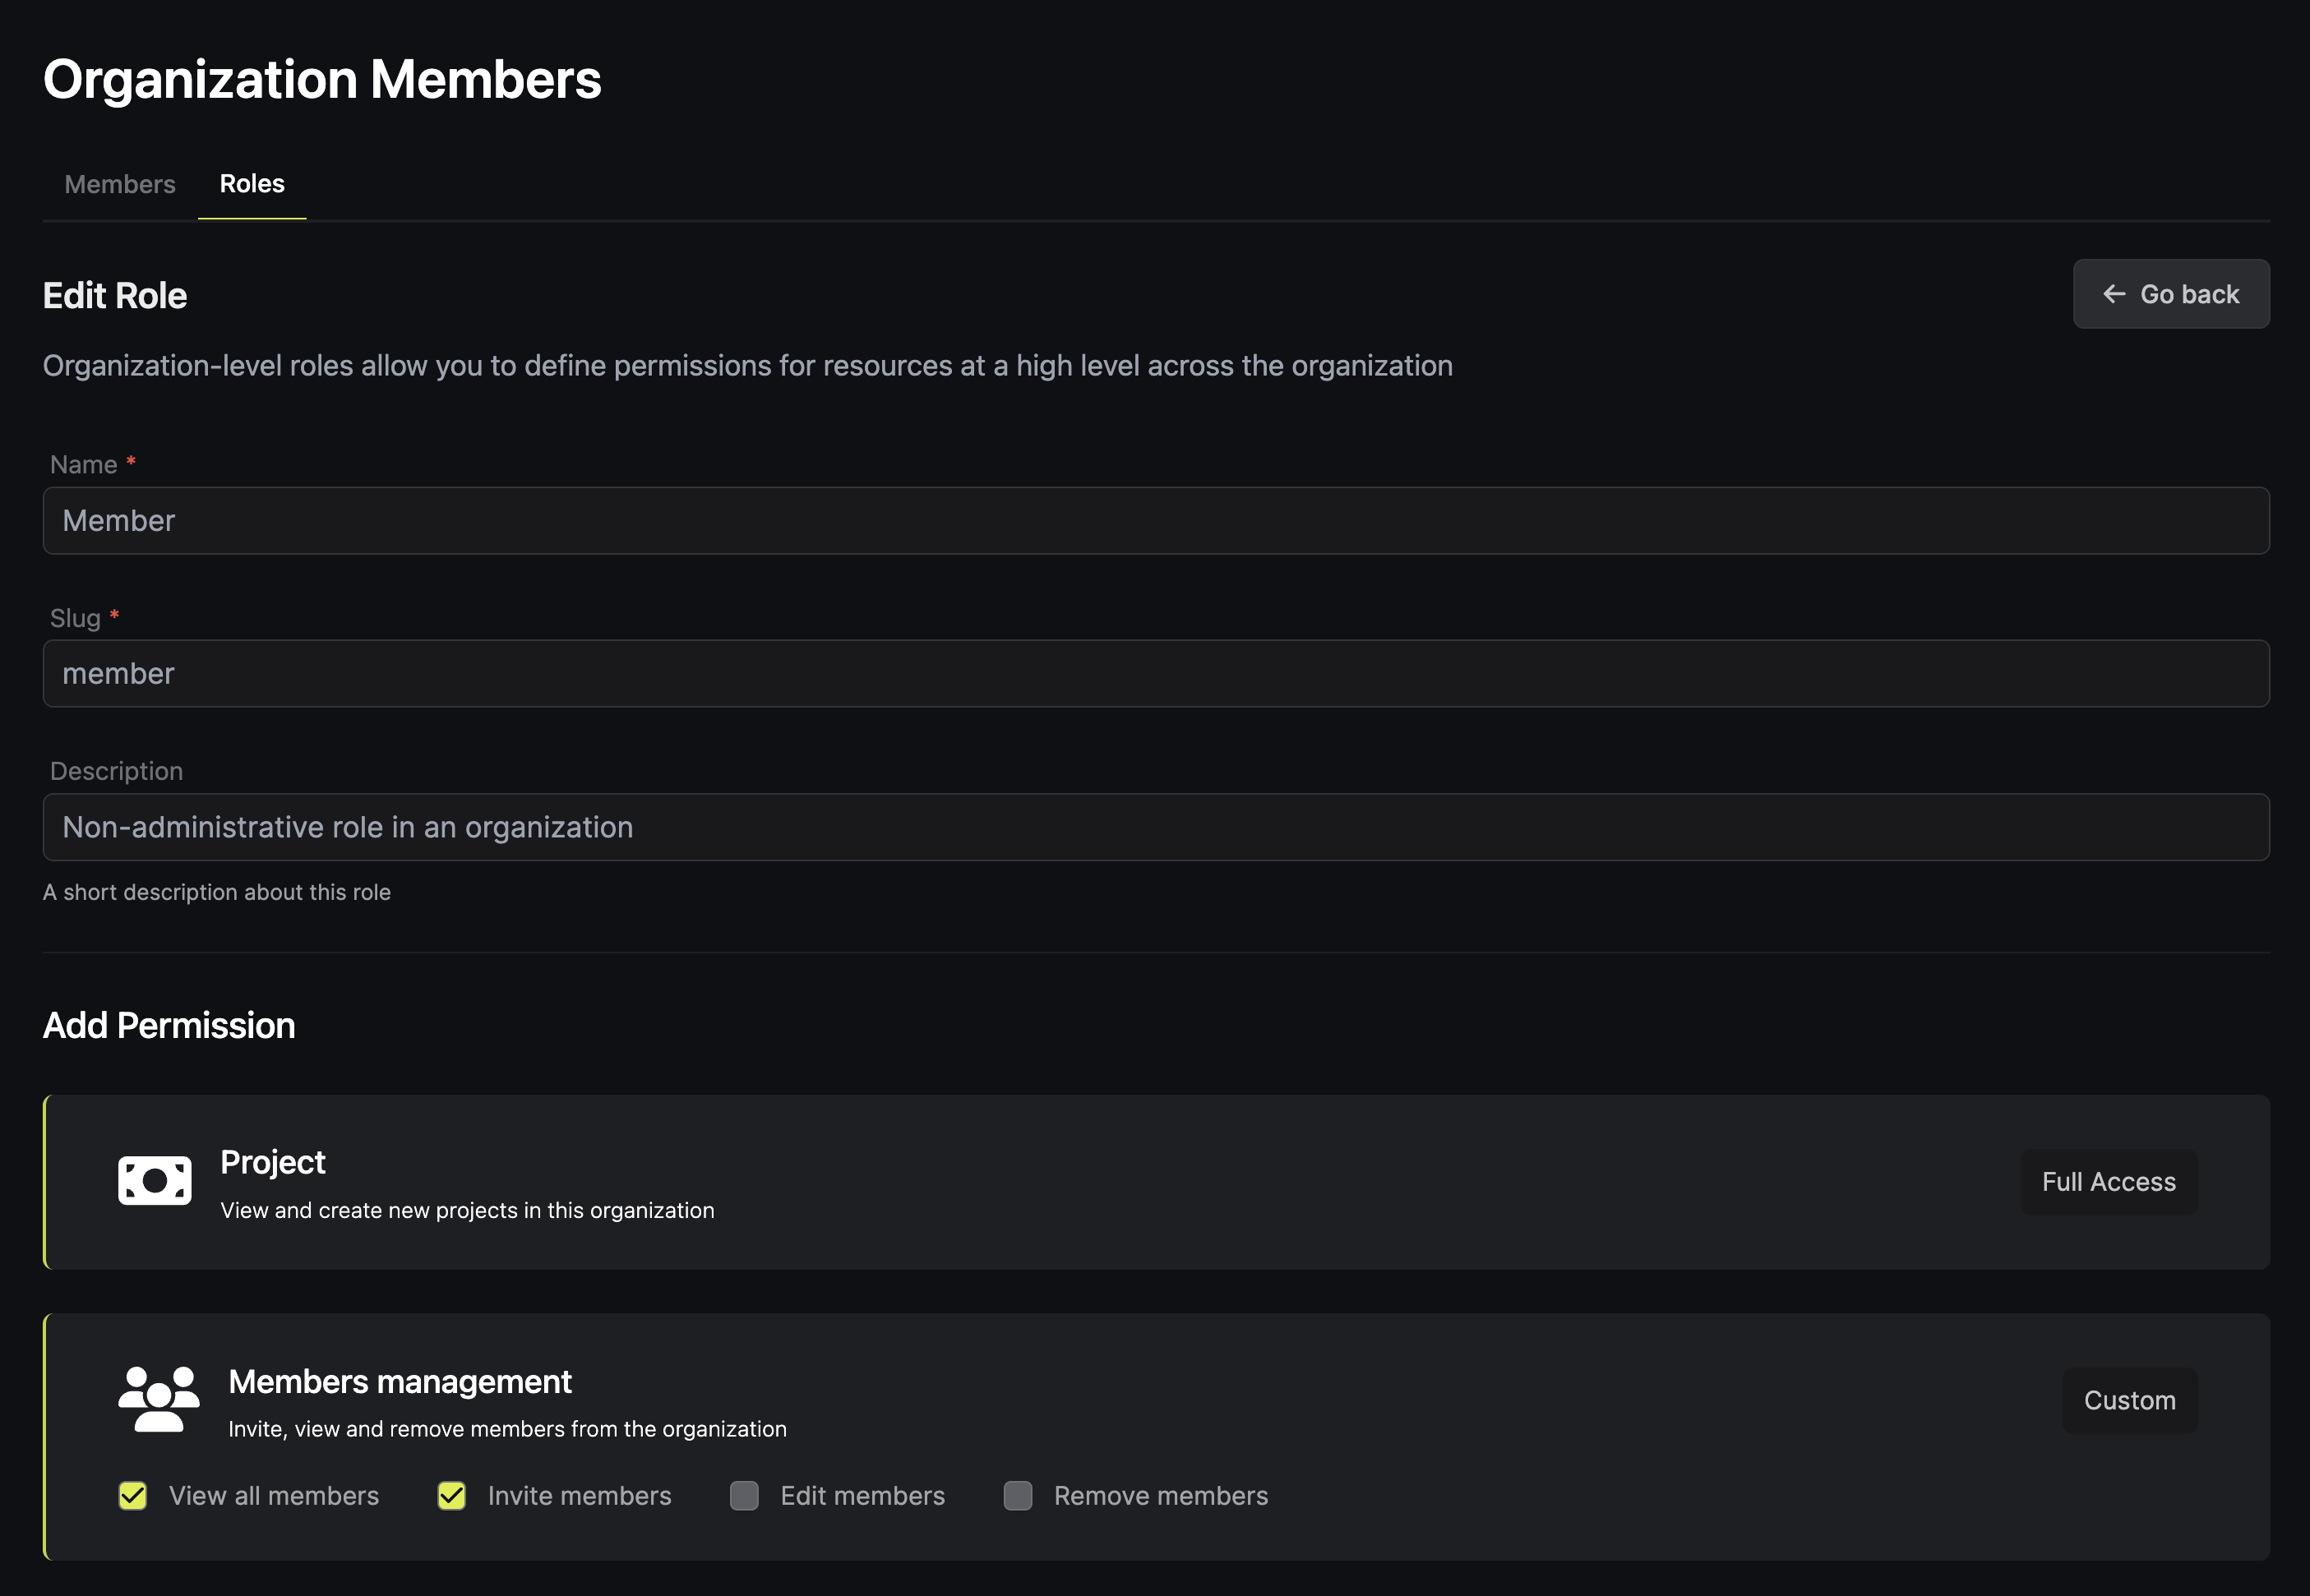 Organization Members
Members Roles
Edit Role
Go back
Organization-level roles allow you to define permissions for resources at a high level across the organization
Name *
Member
Slug *
member
Description
Non-administrative role in an organization
A short description about this role
Add Permission
Project
View and create new projects in this organization
Full Access
Members management
Invite, view and remove members from the organization
Custom
View all members Invite members Edit members Remove members